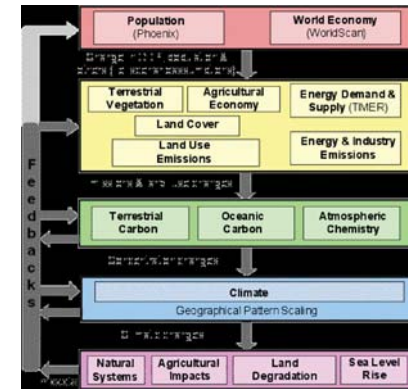 Population
(Phoenix)
World Economy
(WorldScan)
Terrestrial
Vegetation
Agricultural
Economy
Energy Demand &
Supply (TIMER)
Land Cover
Land Use
Emissions
Energy & Industry
Emissions
Feedbacks
Terrestrial
Carbon
Oceanic
Carbon
Atmospheric
Chemistry
Climate
Geographical Pattern Scaling
Natural
Systems
Agricultural
Impacts
Land
Degradation
Sea Level
Rise